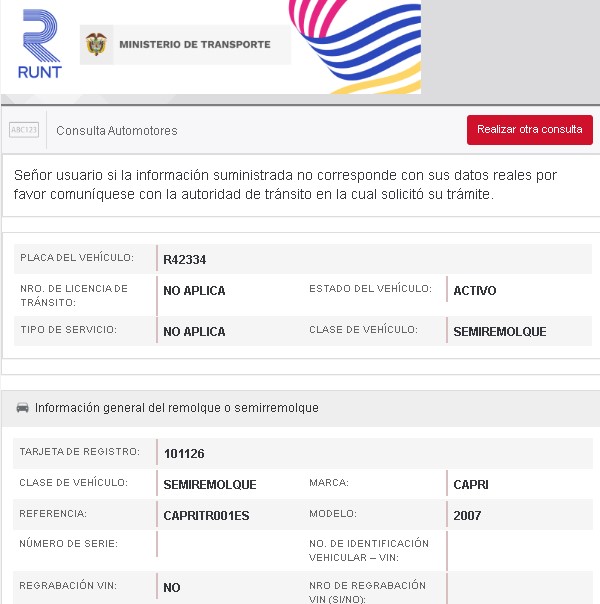 RUNT
MINISTERIO DE TRANSPORTE
ABC123
Consulta Automotores
Realizar otra consulta
Señor usuario si la información suministrada no corresponde con sus datos reales por
favor comuníquese con la autoridad de tránsito en la cual solicitó su trámite.
PLACA DEL VEHÍCULO: R42334
NRO. DE LICENCIA DE
TRÁNSITO: NO APLICA ESTADO DEL VEHÍCULO: ACTIVO
TIPO DE SERVICIO: NO APLICA CLASE DE VEHÍCULO: SEMIREMOLQUE
Información general del remolque o semirremolque
TARJETA DE REGISTRO: 101126
CLASE DE VEHÍCULO: SEMIREMOLQUE MARCA: CAPRI
REFERENCIA: CAPRITR001ES MODELO: 2007
NÚMERO DE SERIE: NO. DE IDENTIFICACIÓN
VEHICULAR – VIN:
REGRABACIÓN VIN: NO NRO DE REGRABACIÓN
VIN (SI/NO):